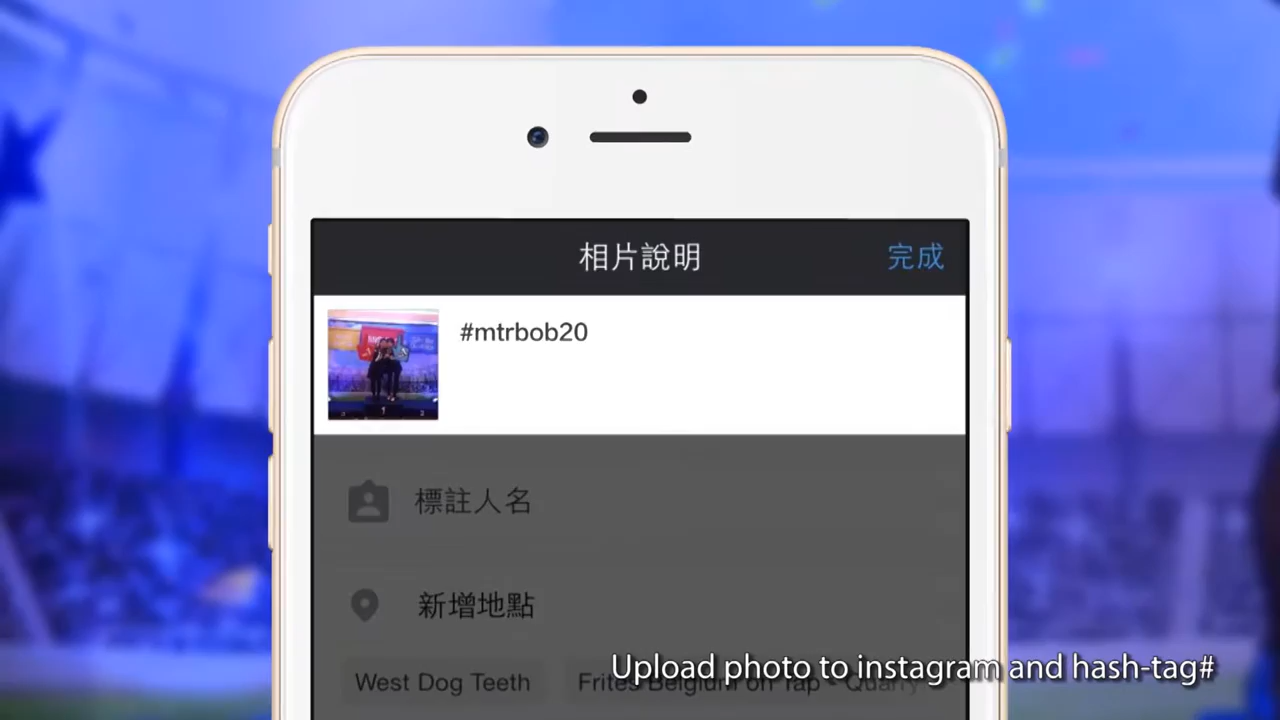 相片說明
完成
#mtrbob20
標註人名
新增地點
West Dog Teeth
Frites Belgium on Tap - Quarry
Upload photo to instagram and hash-tag#